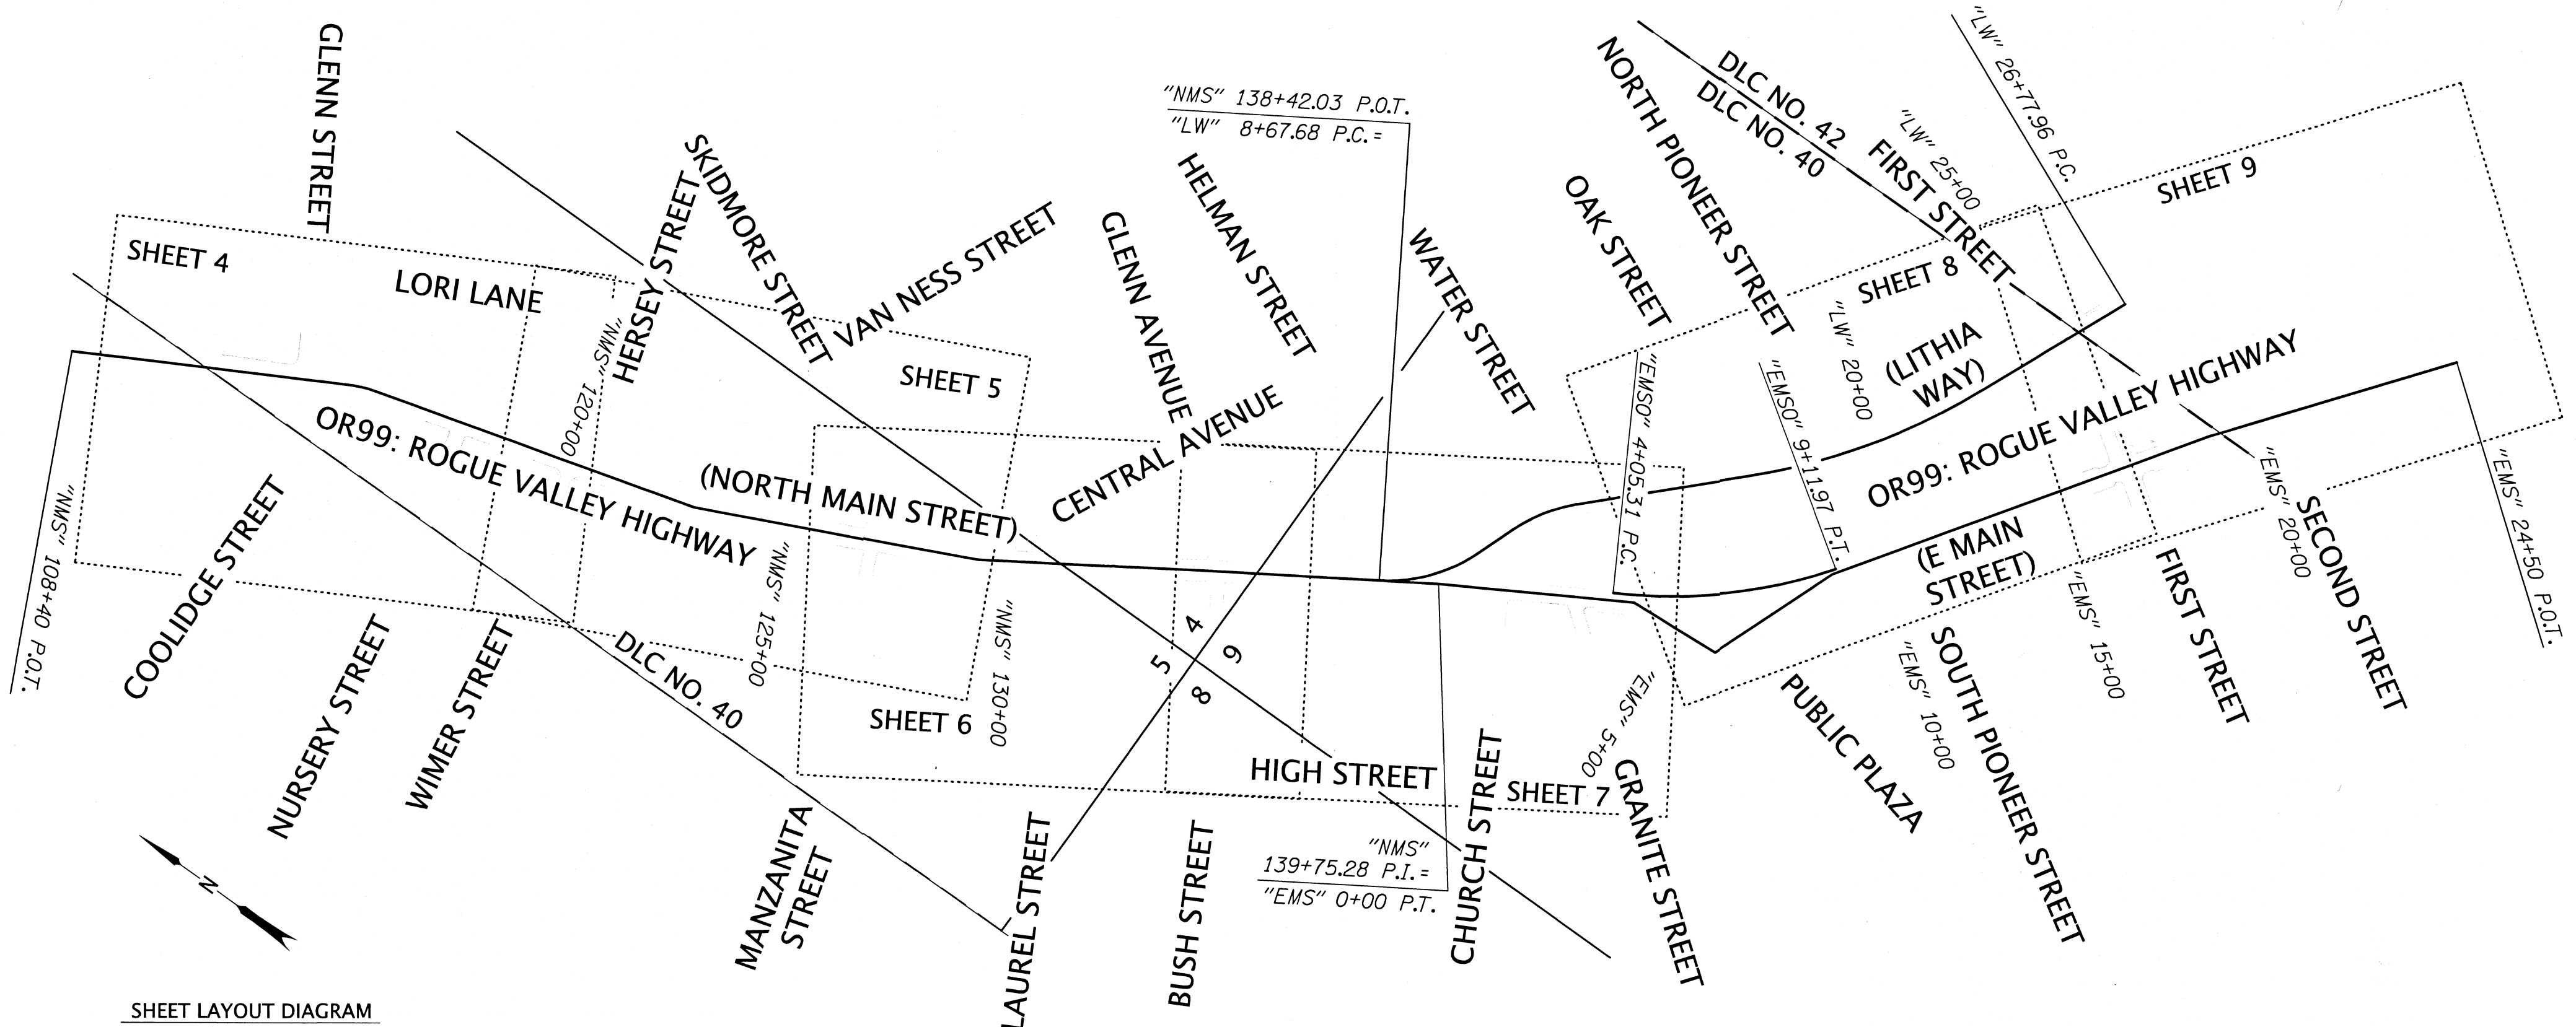 GLENN STREET
SHEET 4
LORI LANE
HERSEY STREET
SKIDMORE STREET
VAN NESS STREET
"NMS" 138+42.03 P.O.T.
"LW" 8+67.68 P.C.=
GLENN AVENUE
HELMAN STREET
WATER STREET
OAK STREET
NORTH PIONEER STREET
DLC NO. 42
DLC NO. 40
FIRST STREET
"LW" 25+00
"LW" 26+77.96 P.C.
SHEET 9
SHEET 8
"NMS" 120+00
SHEET 5
CENTRAL AVENUE
"EMSO" 4+05.31 P.C.
"EMSO" 9+11.97 P.T.
"LW" 20+00
(LITHIA
WAY)
OR99: ROGUE VALLEY HIGHWAY
OR99: ROGUE VALLEY HIGHWAY
(NORTH MAIN STREET)
"NMS" 108+40 P.O.T.
COOLIDGE STREET
NURSERY STREET
WIMER STREET
DLC NO. 40
"NMS" 125+00
SHEET 6
"NMS" 130+00
4
5
9
8
(E MAIN
STREET)
"EMS" 20+00
SECOND STREET
"EMS" 24+50 P.O.T.
FIRST STREET
"EMS" 15+00
SOUTH PIONEER STREET
"EMS" 10+00
PUBLIC PLAZA
"EMS" 5+00
GRANITE STREET
HIGH STREET
SHEET 7
CHURCH STREET
"NMS"
139+75.28 P.I.=
"EMS" 0+00 P.T.
MANZANITA
STREET
LAUREL STREET
BUSH STREET
N
SHEET LAYOUT DIAGRAM